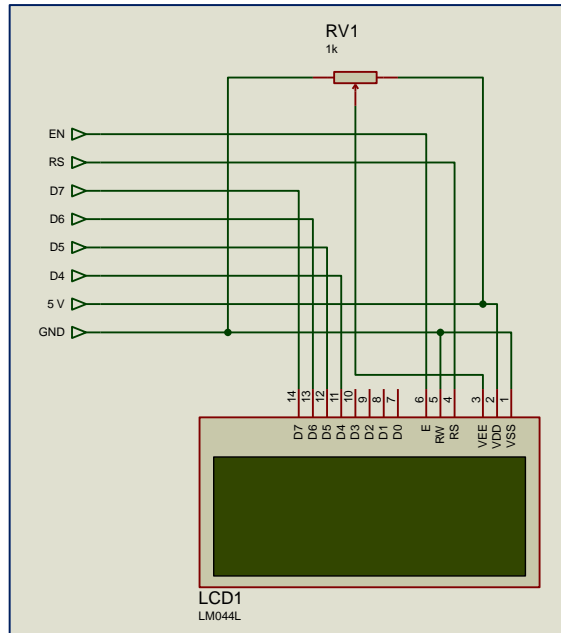 RV1
1k
EN
RS
D7
D6
D5
D4
5 V
GND
14
13
12
11
10
9
8
7
6
5
4
3
2
1
D7
D6
D5
D4
D3
D2
D1
D0
E
RW
RS
VEE
VDD
VSS
LCD1
LM044L